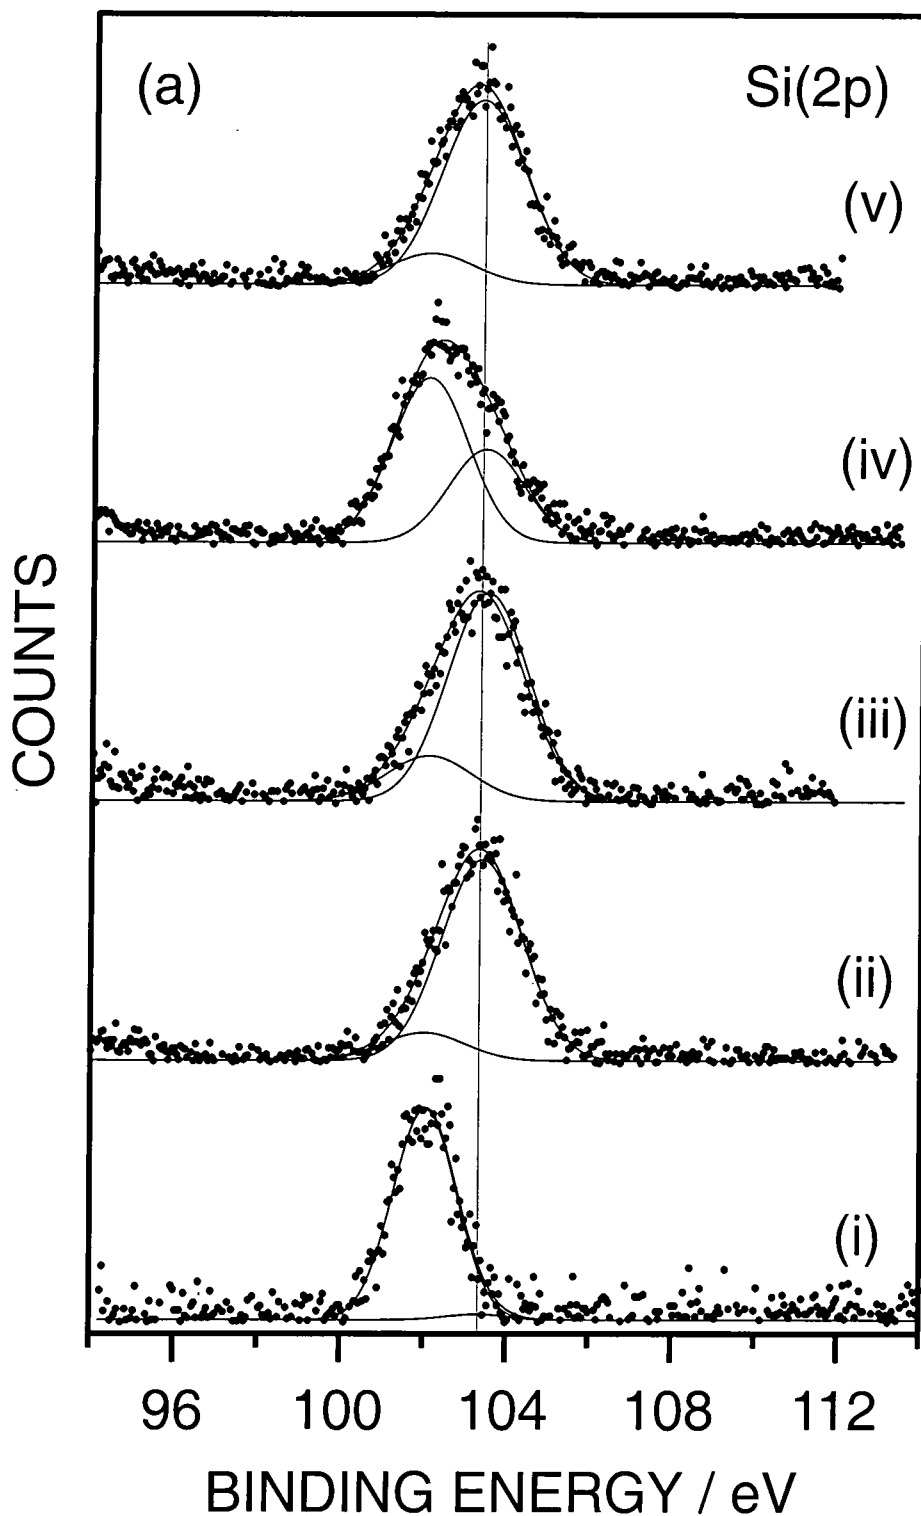 (a)
Si(2p)
(v)
(iv)
(iii)
(ii)
(i)
COUNTS
96 100 104 108 112
BINDING ENERGY / eV